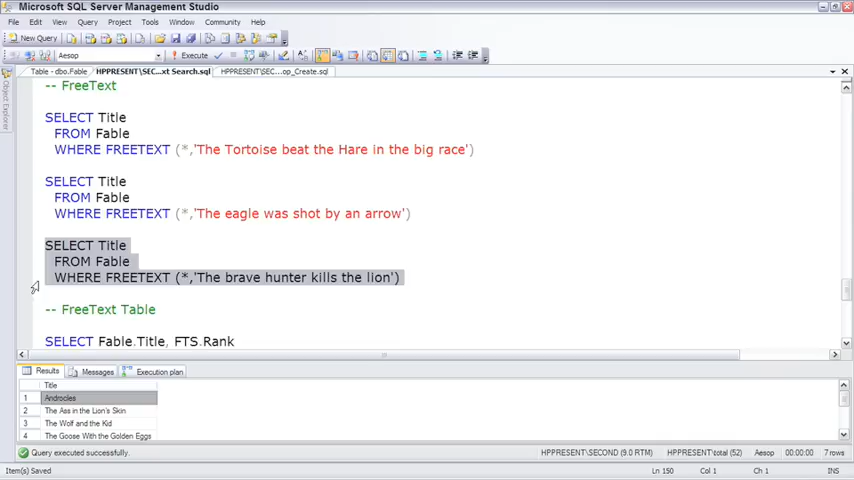 Microsoft SQL Server Management Studio
File Edit View Query Project Tools Window Community Help
New Query
Aesop Execute
Table - dbo.Fable HPPRESENT\SEC...xt Search.sql HPPRESENT\SEC...op_Create.sql
Object Explorer
-- FreeText
SELECT Title
FROM Fable
WHERE FREETEXT (*,'The Tortoise beat the Hare in the big race')
SELECT Title
FROM Fable
WHERE FREETEXT (*,'The eagle was shot by an arrow')
SELECT Title
FROM Fable
WHERE FREETEXT (*,'The brave hunter kills the lion')
-- FreeText Table
SELECT Fable.Title, FTS.Rank
Results Messages Execution plan
Title
1 Androcles
2 The Ass in the Lion's Skin
3 The Wolf and the Kid
4 The Goose With the Golden Eggs
Query executed successfully. HPPRESENT\SECOND (9.0 RTM) HPPRESENT\total (52) Aesop 00:00:00 7 rows
Item(s) Saved Ln 150 Col 1 Ch 1 INS